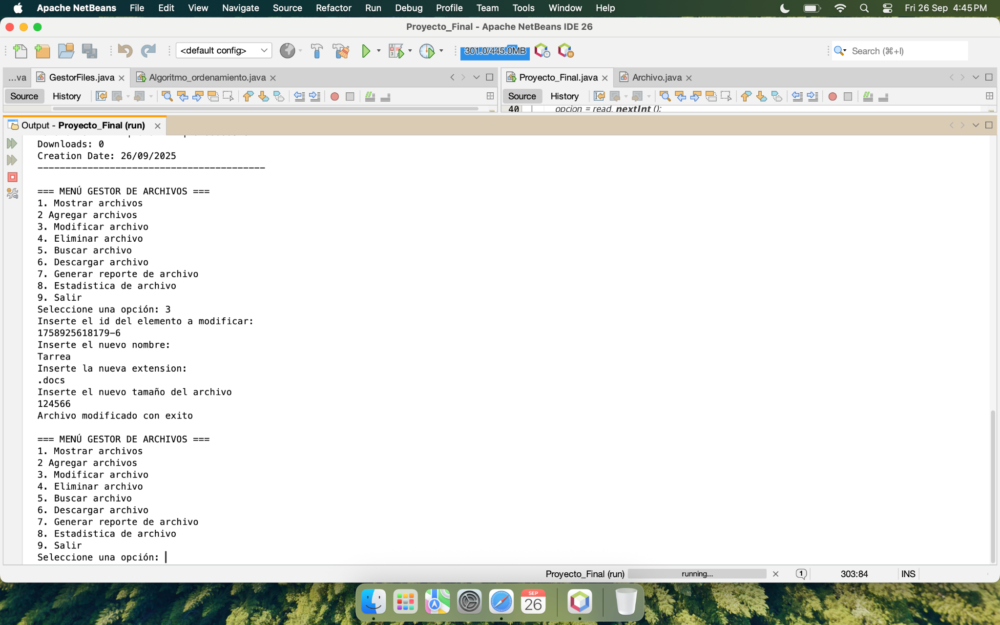 Apache NetBeans File Edit View Navigate Source Refactor Run Debug Profile Team Tools Window Help Fri 26 Sep 4:45 PM
Proyecto_Final - Apache NetBeans IDE 26
<default config> 301.0/445.0MB Search (⌘+I)
...va GestorFiles.java Algoritmo_ordenamiento.java Proyecto_Final.java Archivo.java
Source History Source History
40 opcion = read. nextInt ();
Output - Proyecto_Final (run)
Downloads: 0
Creation Date: 26/09/2025
-----------------------------------------
=== MENÚ GESTOR DE ARCHIVOS ===
1. Mostrar archivos
2 Agregar archivos
3. Modificar archivo
4. Eliminar archivo
5. Buscar archivo
6. Descargar archivo
7. Generar reporte de archivo
8. Estadistica de archivo
9. Salir
Seleccione una opción: 3
Inserte el id del elemento a modificar:
1758925618179-6
Inserte el nuevo nombre:
Tarrea
Inserte la nueva extension:
.docs
Inserte el nuevo tamaño del archivo
124566
Archivo modificado con exito
=== MENÚ GESTOR DE ARCHIVOS ===
1. Mostrar archivos
2 Agregar archivos
3. Modificar archivo
4. Eliminar archivo
5. Buscar archivo
6. Descargar archivo
7. Generar reporte de archivo
8. Estadistica de archivo
9. Salir
Seleccione una opción:
Proyecto_Final (run) running... 1 303:84 INS
SEP
26